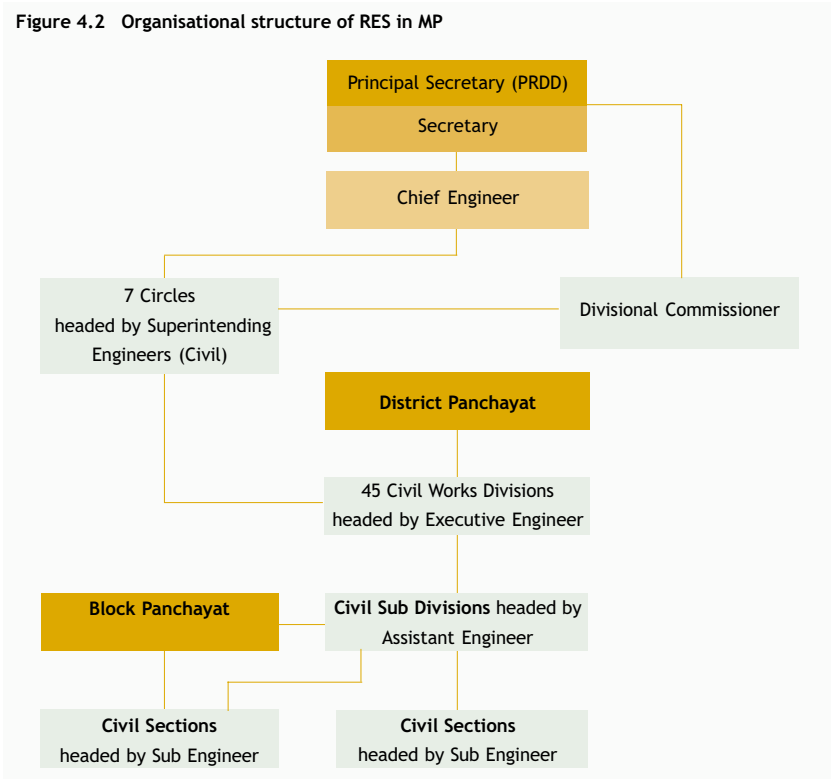 Figure 4.2 Organisational structure of RES in MP
Principal Secretary (PRDD)
Secretary
Chief Engineer
7 Circles
headed by Superintending
Engineers (Civil)
Divisional Commissioner
District Panchayat
45 Civil Works Divisions
headed by Executive Engineer
Block Panchayat
Civil Sub Divisions headed by
Assistant Engineer
Civil Sections
headed by Sub Engineer
Civil Sections
headed by Sub Engineer